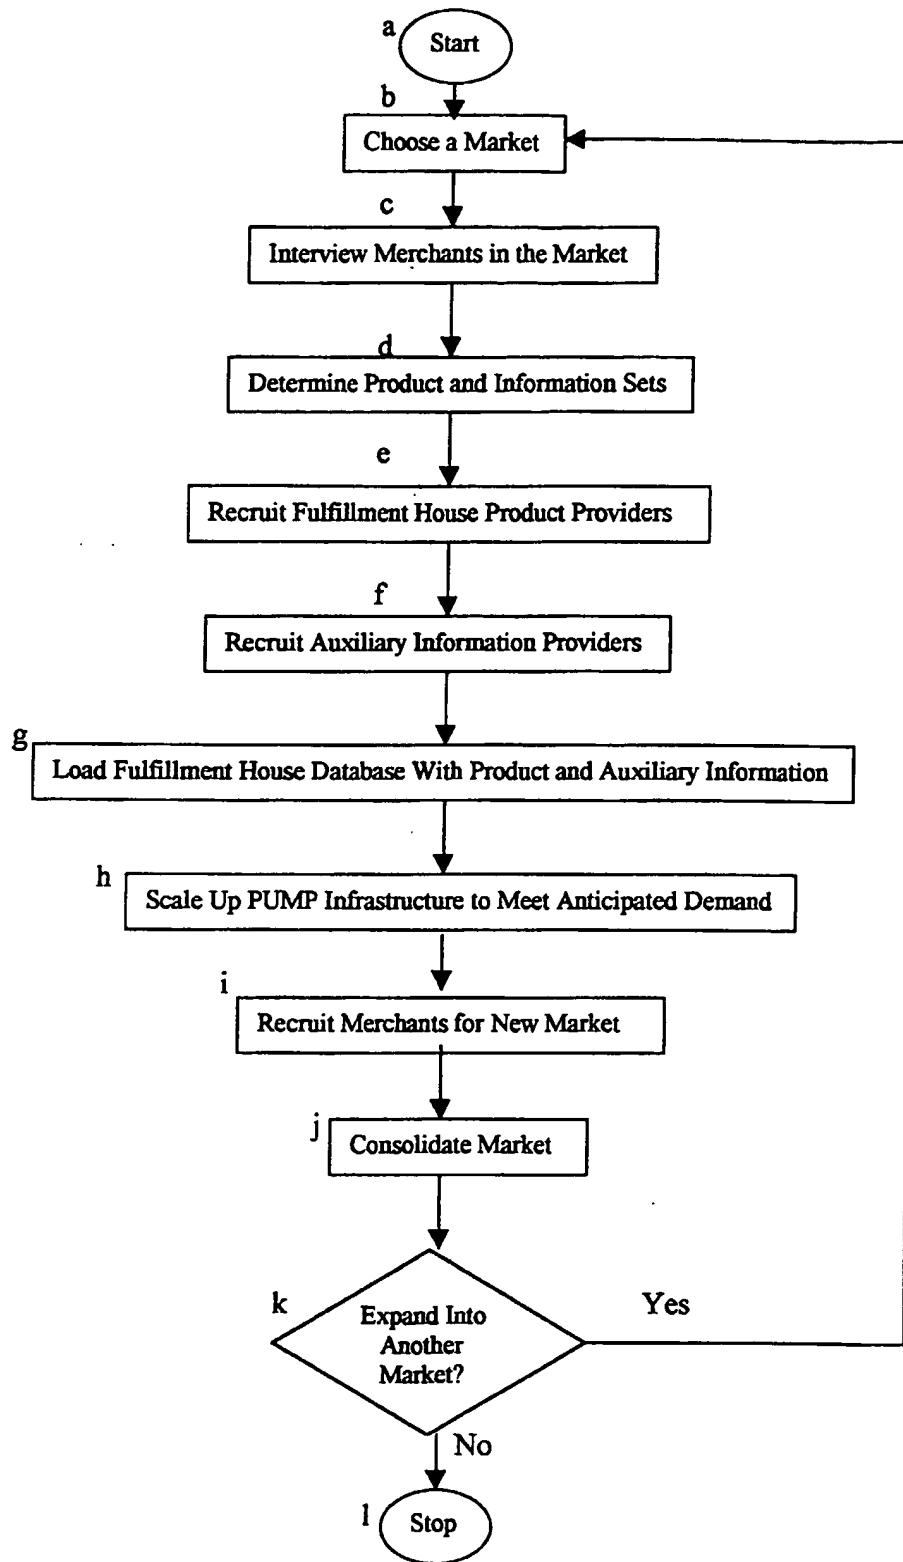 a
Start
b
Choose a Market
c
Interview Merchants in the Market
d
Determine Product and Information Sets
e
Recruit Fulfillment House Product Providers
f
Recruit Auxiliary Information Providers
g
Load Fulfillment House Database With Product and Auxiliary Information
h
Scale Up PUMP Infrastructure to Meet Anticipated Demand
i
Recruit Merchants for New Market
j
Consolidate Market
k
Expand Into
Another
Market?
Yes
No
l
Stop